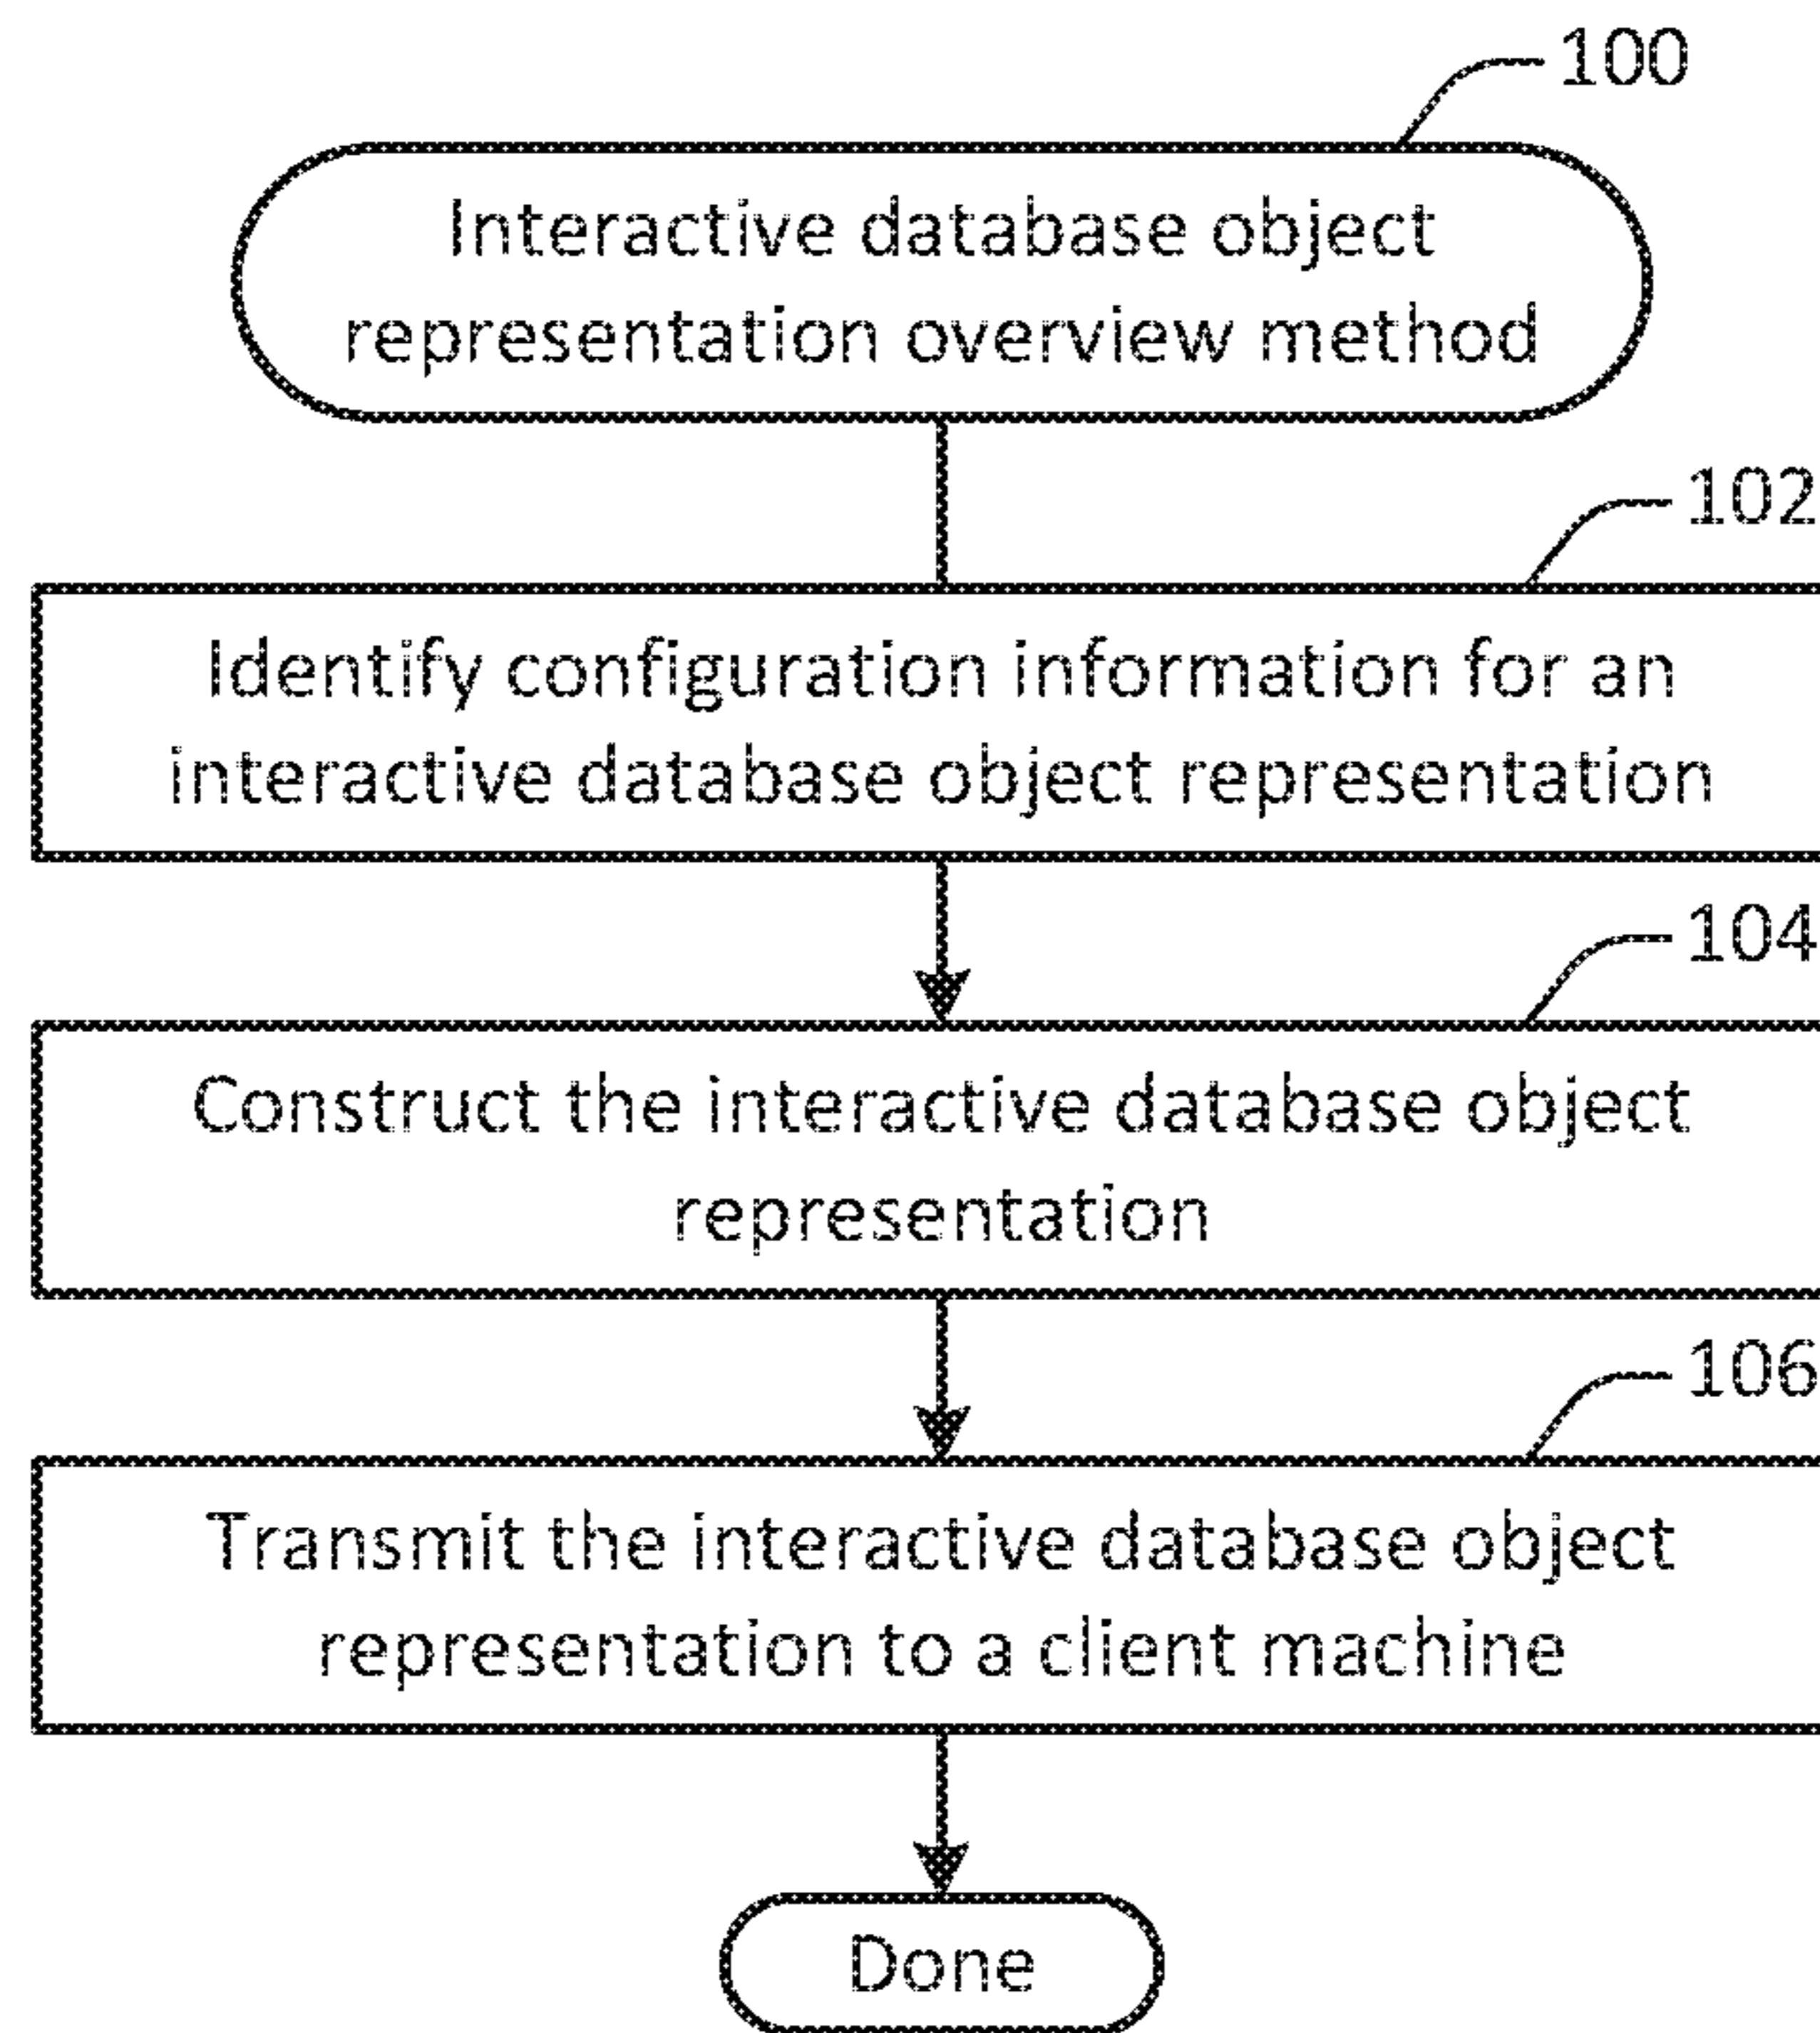 100
Interactive database object
representation overview method
102
Identify configuration information for an
interactive database object representation
104
Construct the interactive database object
representation
106
Transmit the interactive database object
representation to a client machine
Done